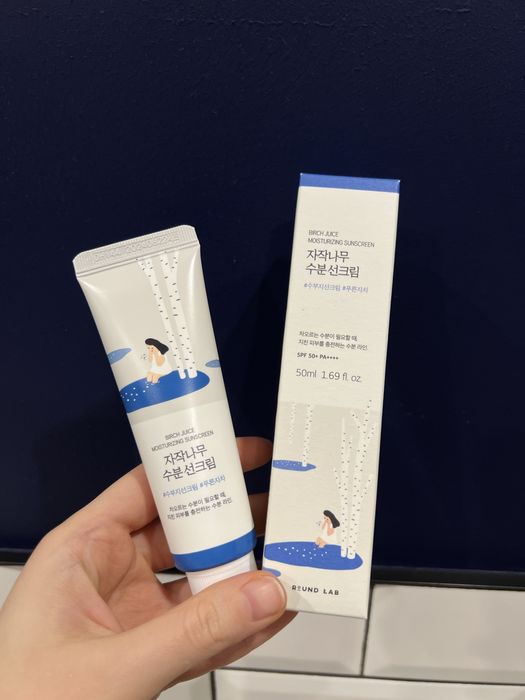 BIRCH JUICE
MOISTURIZING SUNSCREEN
자작나무
수분선크림
#수부지선크림 #푸른자차
차오르는 수분이 필요할 때,
지친 피부를 충전하는 수분 라인.
BIRCH JUICE
MOISTURIZING SUNSCREEN
자작나무
수분선크림
#수부지선크림 #푸른자차
차오르는 수분이 필요할 때,
지친 피부를 충전하는 수분 라인.
SPF 50+ PA++++
50ml 1.69 fl. oz.
ROUND LAB